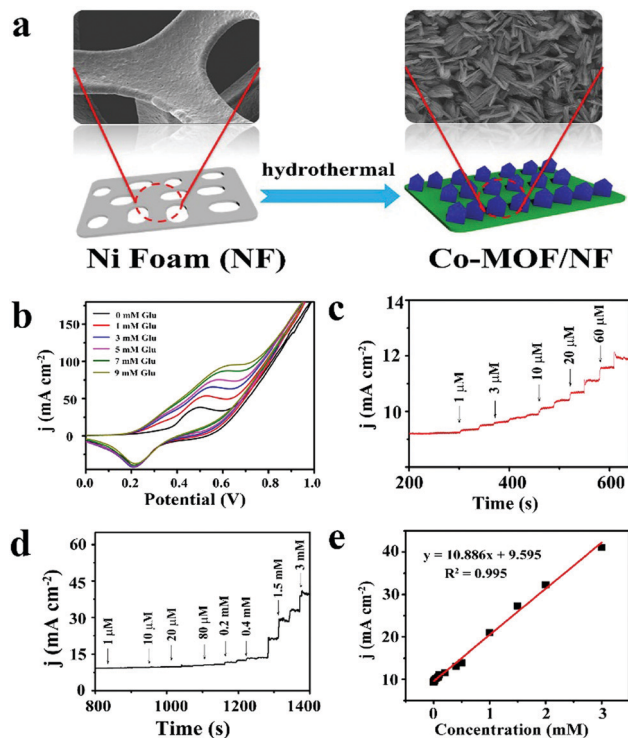 a
hydrothermal
Ni Foam (NF)
Co-MOF/NF
b
j (mA cm⁻²)
150
100
50
0
0 mM Glu
1 mM Glu
3 mM Glu
5 mM Glu
7 mM Glu
9 mM Glu
0.0 0.2 0.4 0.6 0.8 1.0
Potential (V)
c
j (mA cm⁻²)
14
12
11
9
8
1 μM
3 μM
10 μM
20 μM
60 μM
200 400 600
Time (s)
d
j (mA cm⁻²)
60
45
30
15
0
1 μM
10 μM
20 μM
80 μM
0.2 mM
0.4 mM
1.5 mM
3 mM
800 1000 1200 1400
Time (s)
e
j (mA cm⁻²)
50
40
30
20
10
y = 10.886x + 9.595
R² = 0.995
0 1 2 3
Concentration (mM)